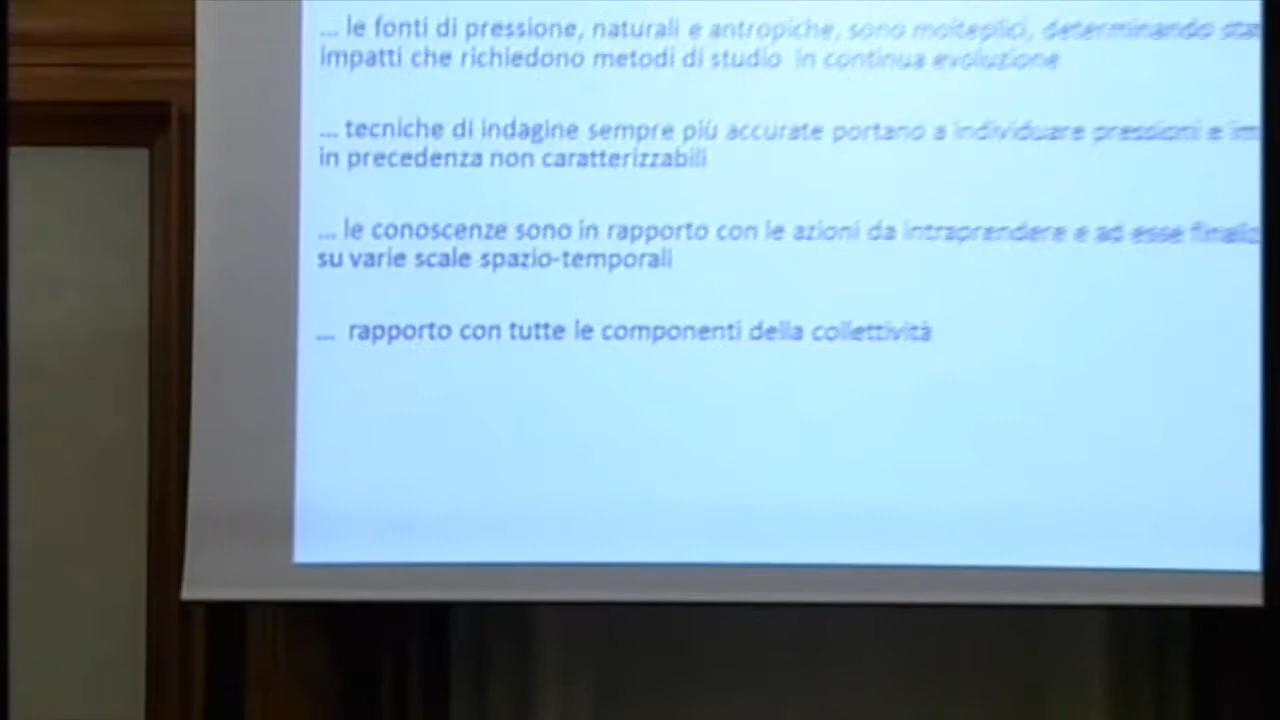 ... le fonti di pressione, naturali e antropiche, sono molteplici, determinando
impatti che richiedono metodi di studio in continua evoluzione
... tecniche di indagine sempre più accurate portano a individuare pressioni e
in precedenza non caratterizzabili
... le conoscenze sono in rapporto con le azioni da intraprendere e ad esse
su varie scale spazio-temporali
... rapporto con tutte le componenti della collettività